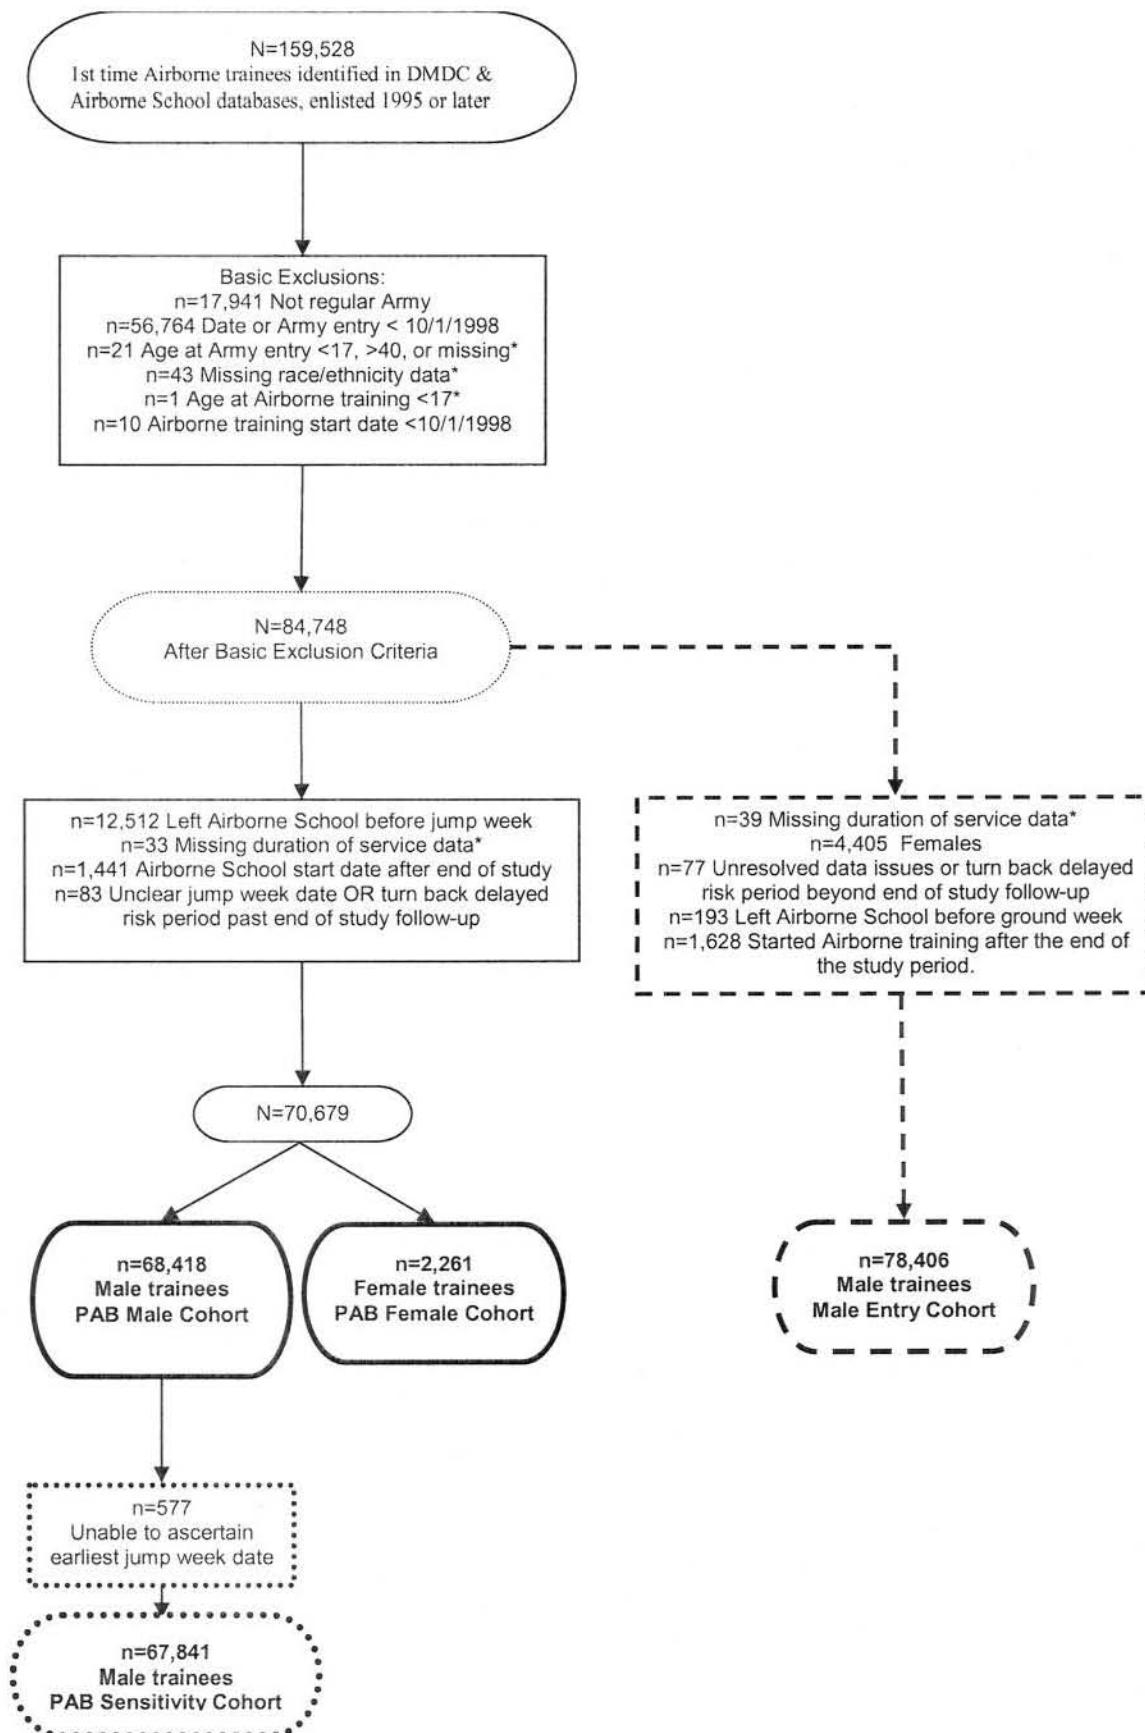 N=159,528
1st time Airborne trainees identified in DMDC &
Airborne School databases, enlisted 1995 or later
Basic Exclusions:
n=17,941 Not regular Army
n=56,764 Date or Army entry < 10/1/1998
n=21 Age at Army entry <17, >40, or missing*
n=43 Missing race/ethnicity data*
n=1 Age at Airborne training <17*
n=10 Airborne training start date <10/1/1998
N=84,748
After Basic Exclusion Criteria
n=12,512 Left Airborne School before jump week
n=33 Missing duration of service data*
n=1,441 Airborne School start date after end of study
n=83 Unclear jump week date OR turn back delayed
risk period past end of study follow-up
n=39 Missing duration of service data*
n=4,405 Females
n=77 Unresolved data issues or turn back delayed
risk period beyond end of study follow-up
n=193 Left Airborne School before ground week
n=1,628 Started Airborne training after the end of
the study period.
N=70,679
n=68,418
Male trainees
PAB Male Cohort
n=2,261
Female trainees
PAB Female Cohort
n=78,406
Male trainees
Male Entry Cohort
n=577
Unable to ascertain
earliest jump week date
n=67,841
Male trainees
PAB Sensitivity Cohort